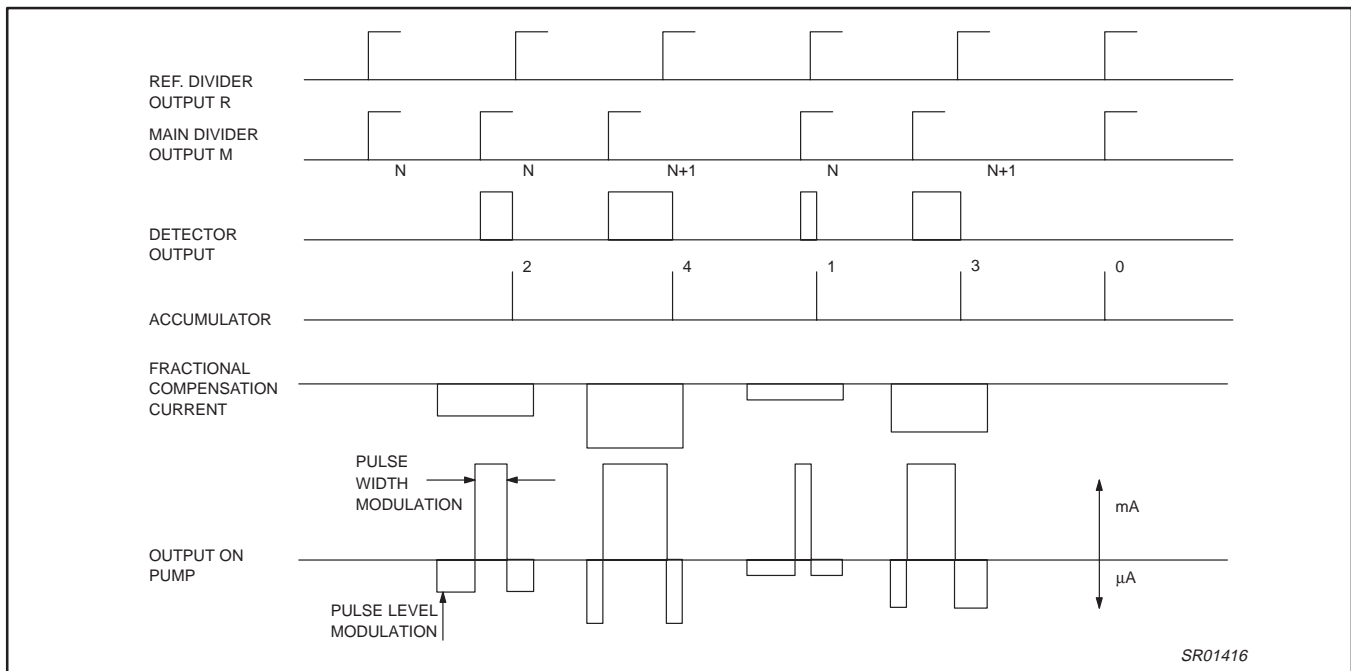 REF. DIVIDER
OUTPUT R
MAIN DIVIDER
OUTPUT M
N
N
N+1
N
N+1
DETECTOR
OUTPUT
2
4
1
3
0
ACCUMULATOR
FRACTIONAL
COMPENSATION
CURRENT
PULSE
WIDTH
MODULATION
mA
OUTPUT ON
PUMP
µA
PULSE LEVEL
MODULATION
SR01416